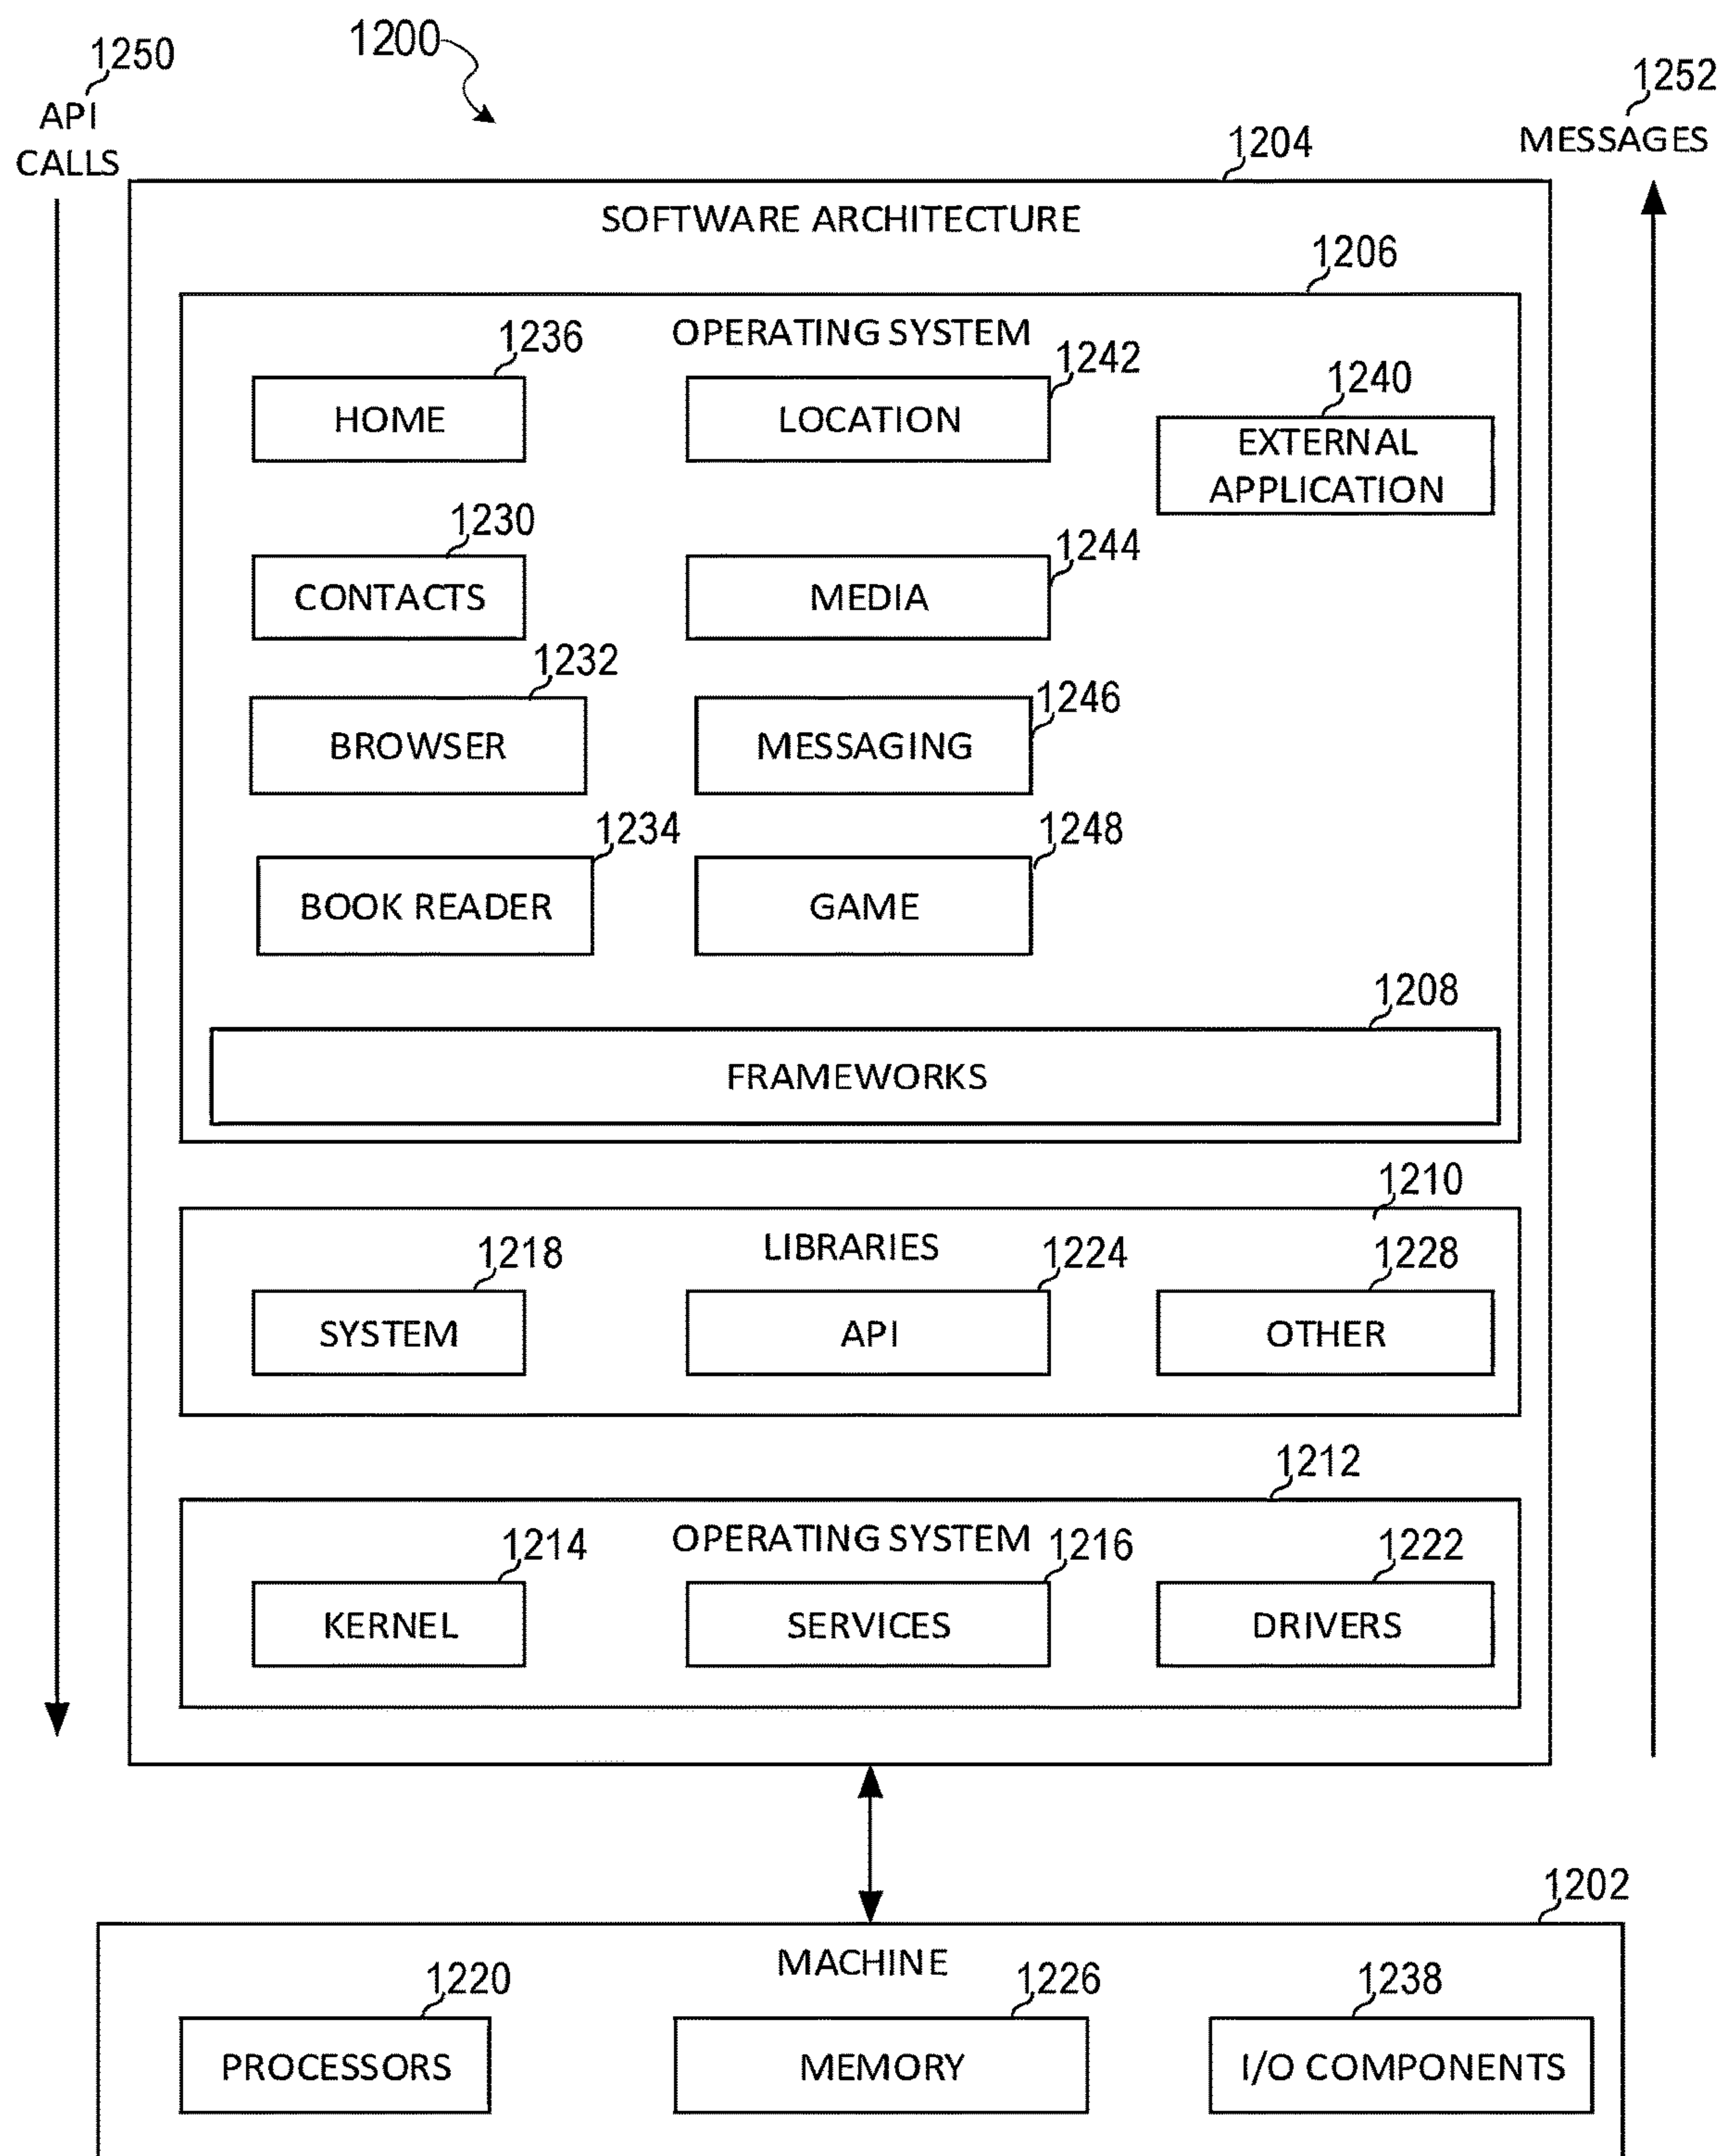 1250
1200
1252
API
CALLS
MESSAGES
1204
SOFTWARE ARCHITECTURE
1206
OPERATING SYSTEM
1236
HOME
1242
LOCATION
1240
EXTERNAL
APPLICATION
1230
CONTACTS
1244
MEDIA
1232
BROWSER
1246
MESSAGING
1234
BOOK READER
1248
GAME
1208
FRAMEWORKS
1210
LIBRARIES
1218
SYSTEM
1224
API
1228
OTHER
1212
OPERATING SYSTEM
1214
KERNEL
1216
SERVICES
1222
DRIVERS
1202
MACHINE
1220
PROCESSORS
1226
MEMORY
1238
I/O COMPONENTS